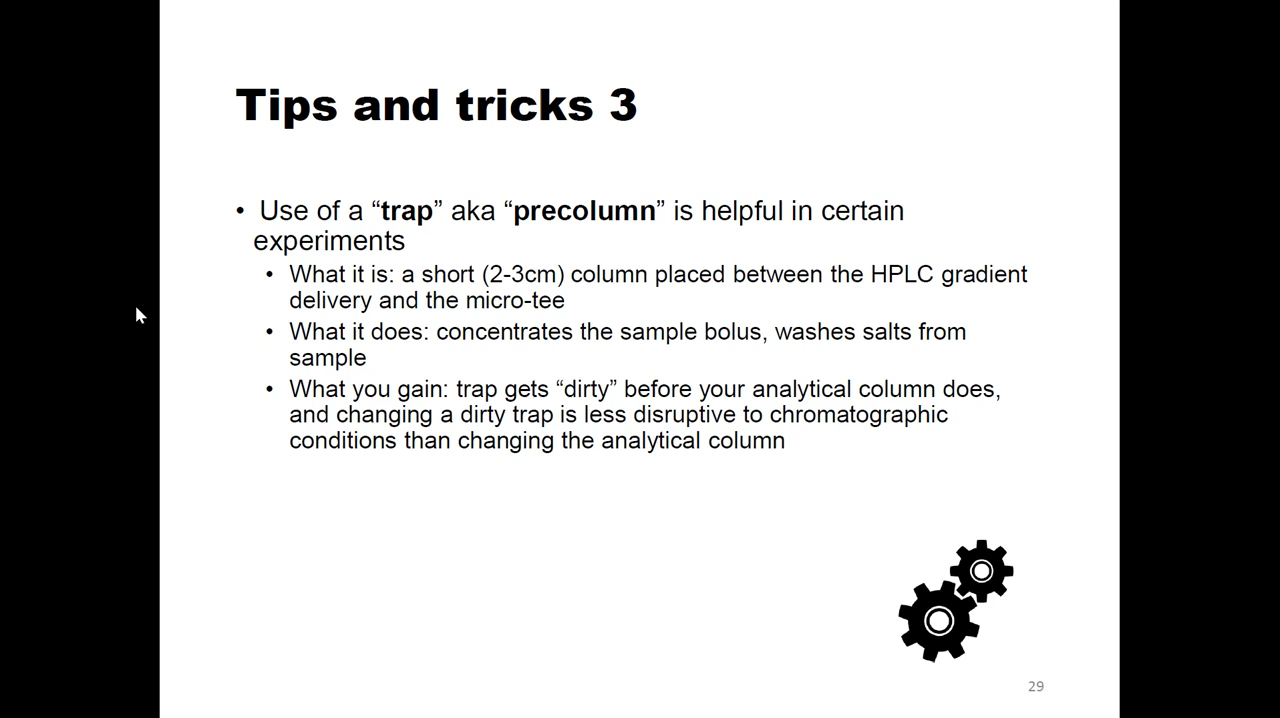 Tips and tricks 3
• Use of a “trap” aka “precolumn” is helpful in certain
experiments
• What it is: a short (2-3cm) column placed between the HPLC gradient
delivery and the micro-tee
• What it does: concentrates the sample bolus, washes salts from
sample
• What you gain: trap gets “dirty” before your analytical column does,
and changing a dirty trap is less disruptive to chromatographic
conditions than changing the analytical column
29